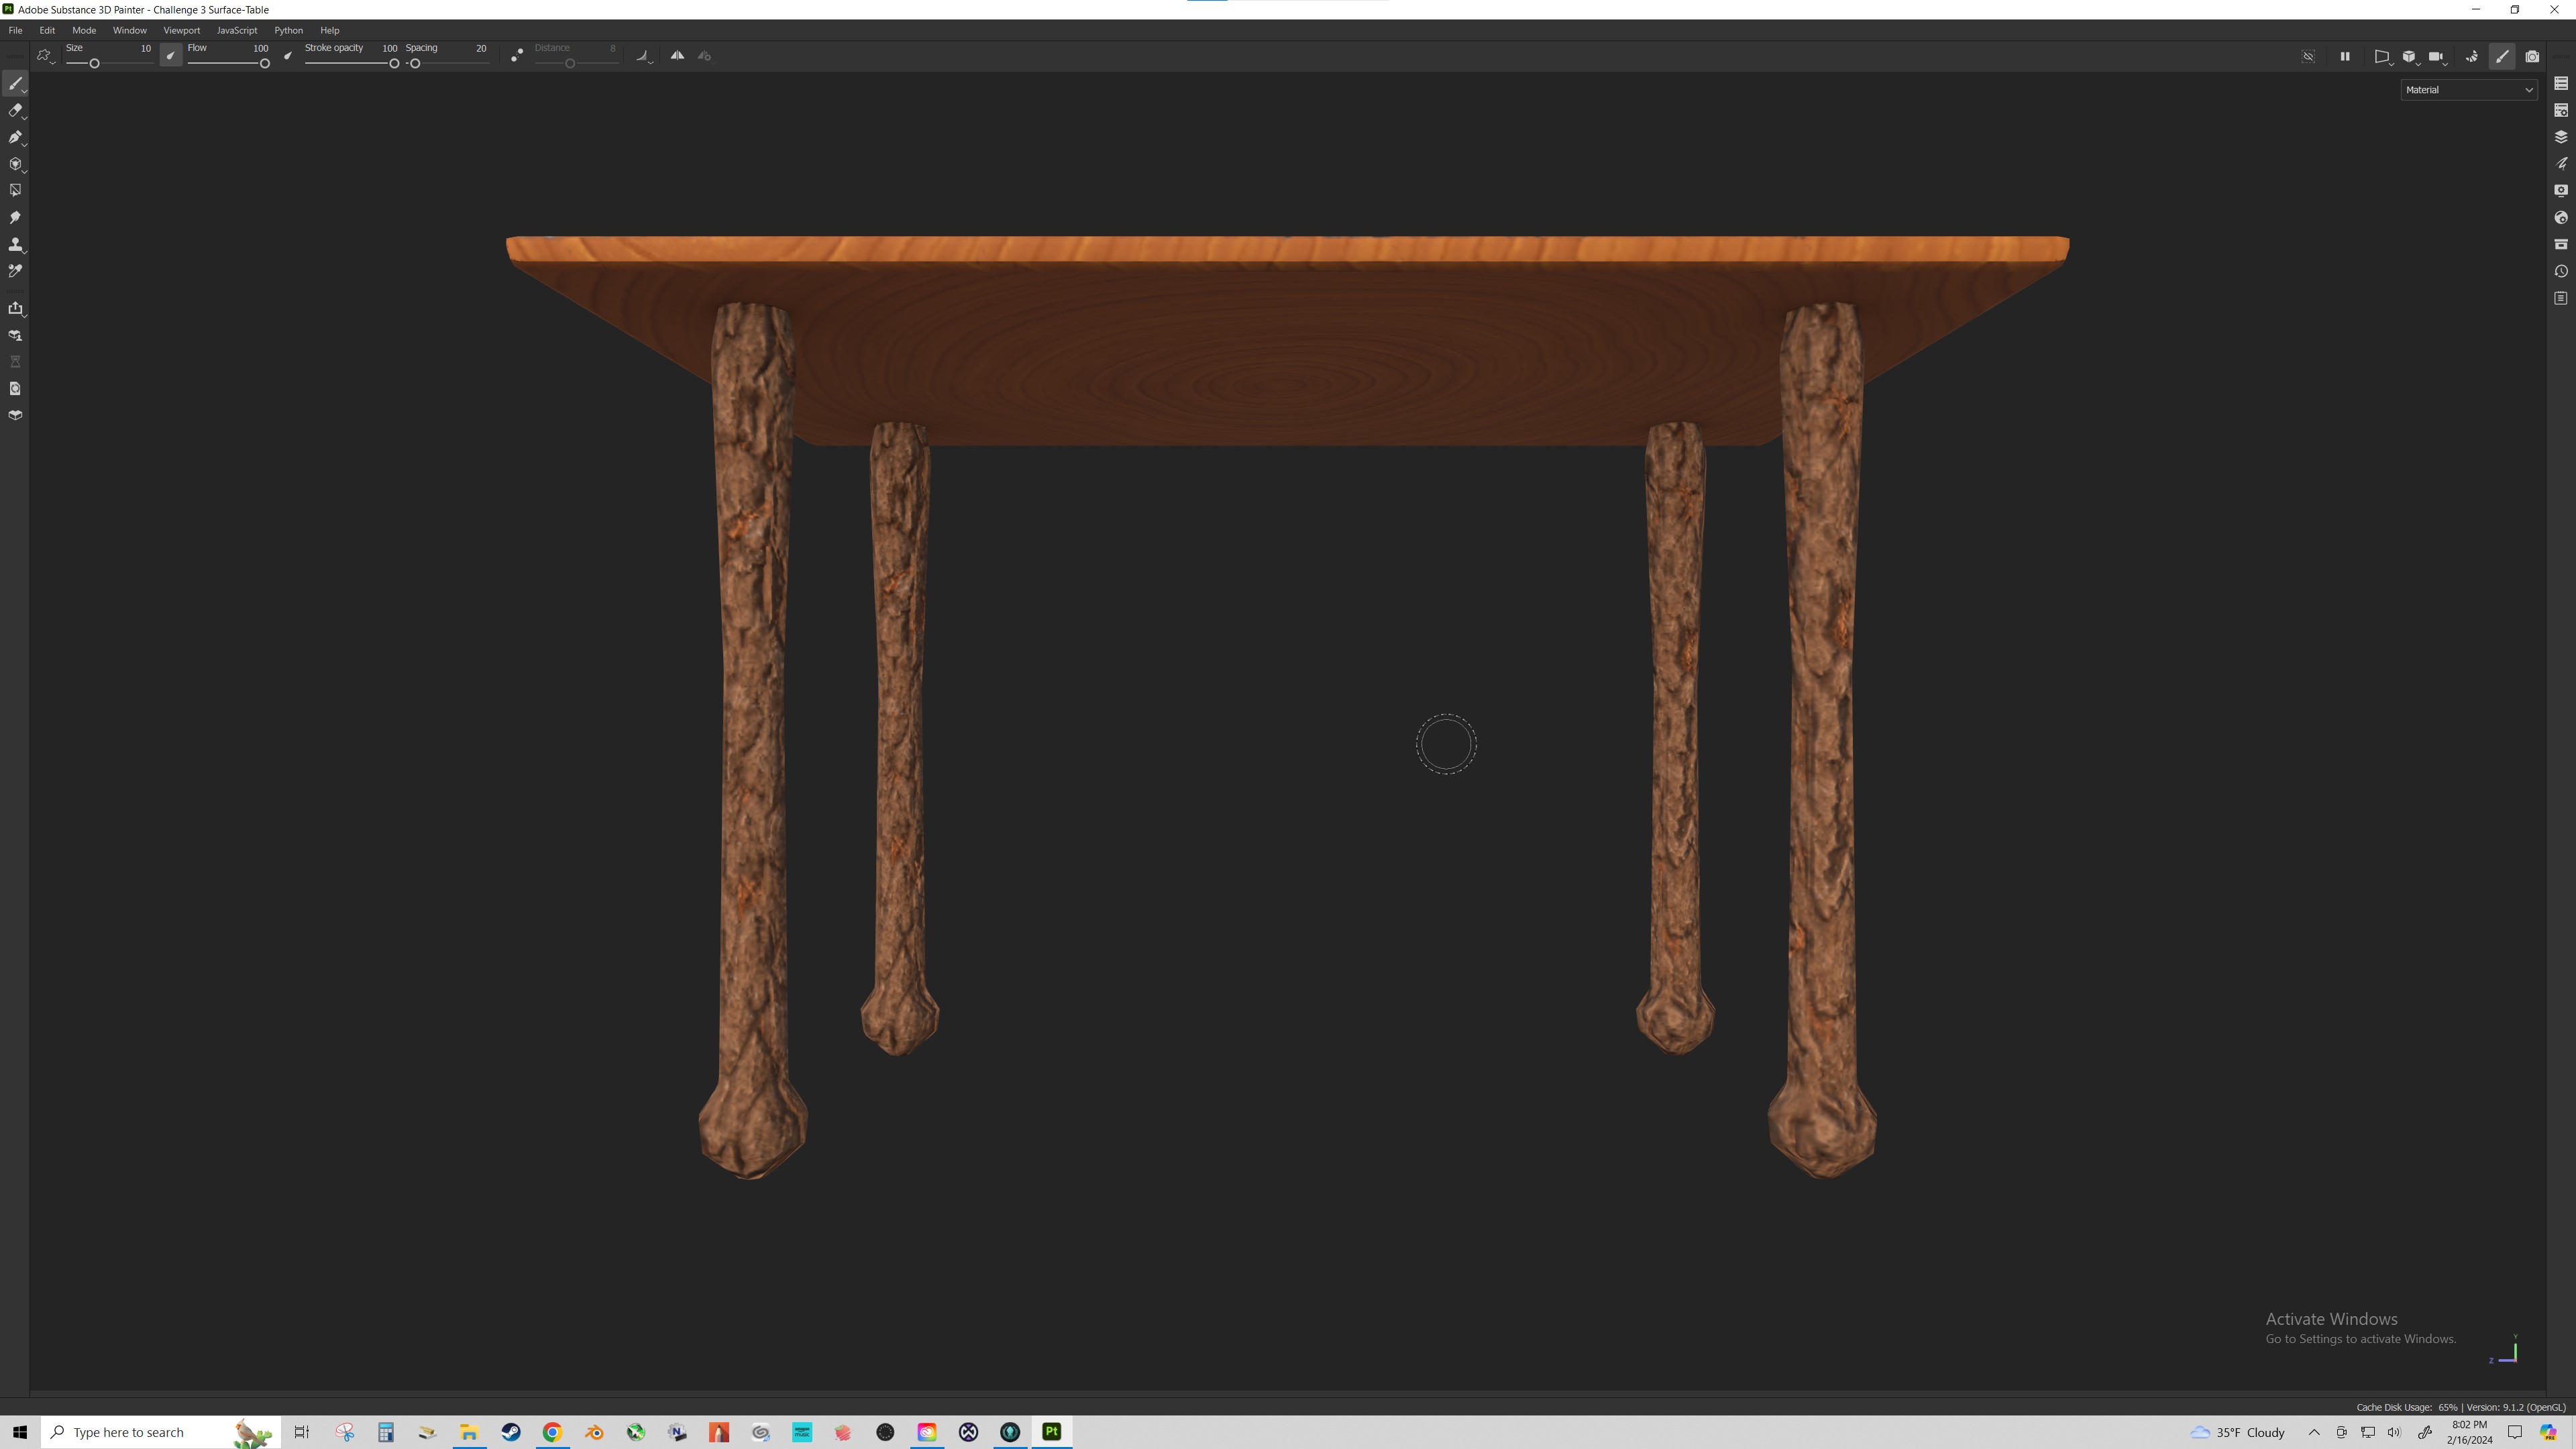 Pt Adobe Substance 3D Painter - Challenge 3 Surface-Table
File Edit Mode Window Viewport JavaScript Python Help
Size 10 Flow 100 Stroke opacity 100 Spacing 20 Distance 8
Material
Activate Windows
Go to Settings to activate Windows.
Y
Z
Cache Disk Usage: 65% | Version: 9.1.2 (OpenGL)
Type here to search
Pt
35°F Cloudy
8:02 PM
2/16/2024